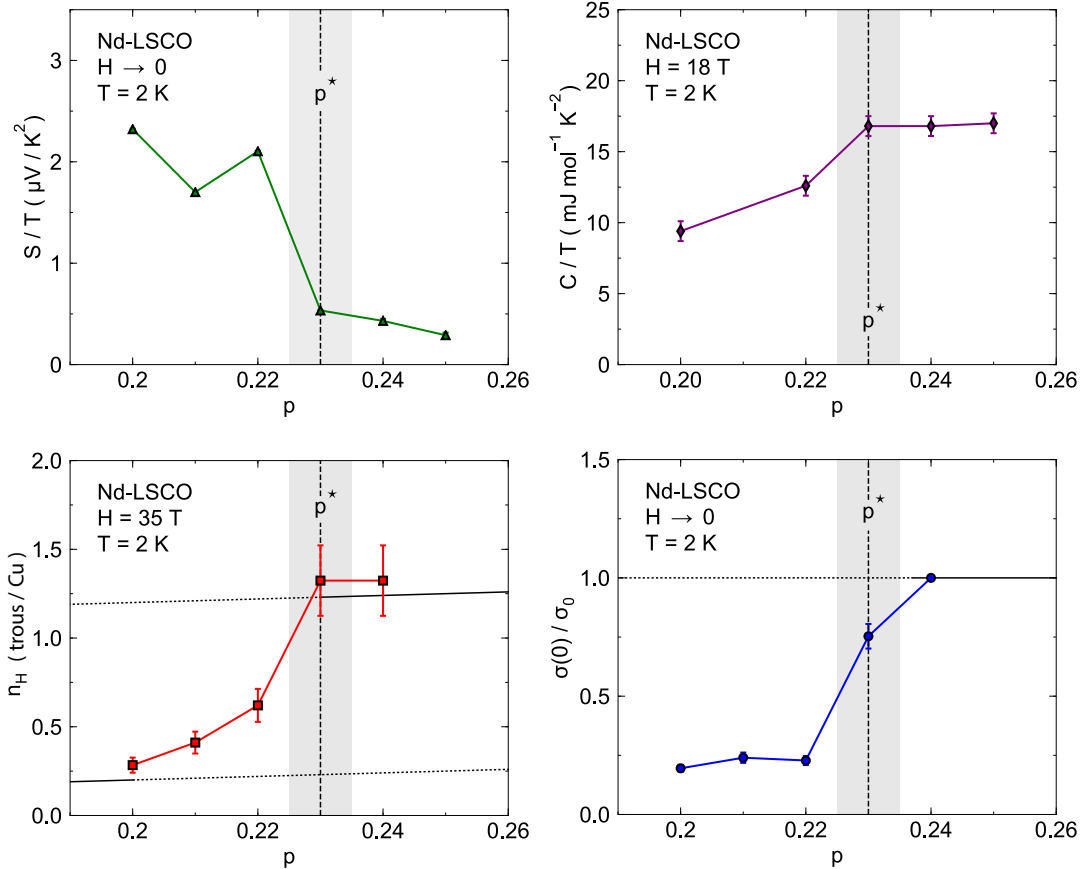 Nd-LSCO
H → 0
T = 2 K
p★
S / T ( µV / K²)
0
1
2
3
0.2
0.22
0.24
0.26
p
Nd-LSCO
H = 18 T
T = 2 K
p★
C / T ( mJ mol⁻¹ K⁻²)
0
5
10
15
20
25
0.20
0.22
0.24
0.26
p
Nd-LSCO
H = 35 T
T = 2 K
p★
n_H ( trous / Cu )
0.0
0.5
1.0
1.5
2.0
0.2
0.22
0.24
0.26
p
Nd-LSCO
H → 0
T = 2 K
p★
σ(0) / σ₀
0.0
0.5
1.0
1.5
0.2
0.22
0.24
0.26
p